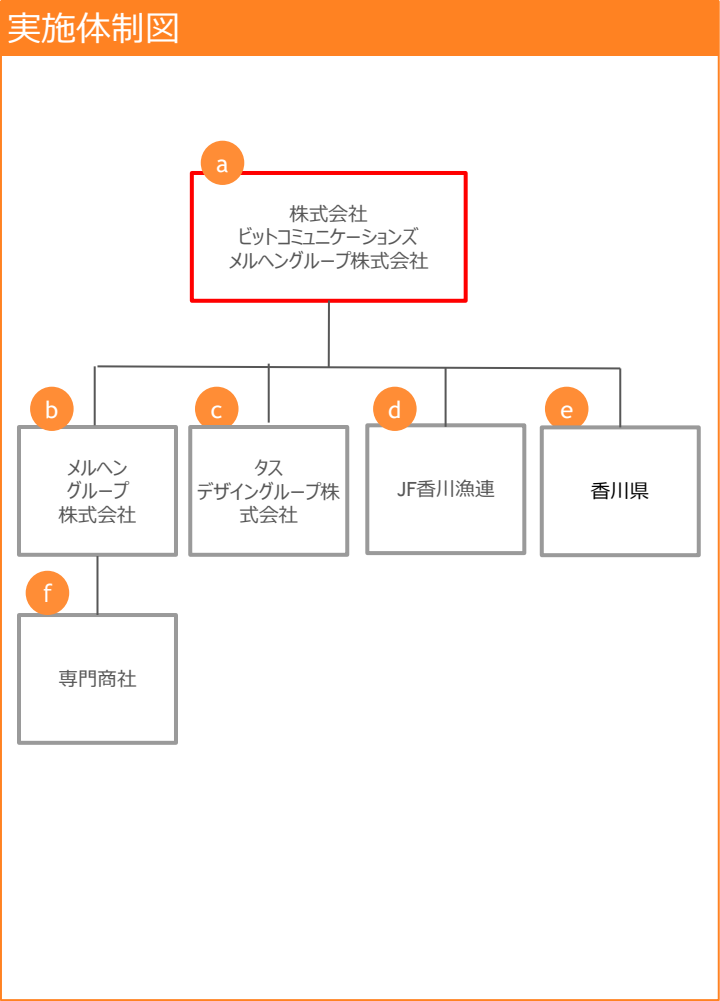 実施体制図
a
株式会社
ビットコミュニケーションズ
メルヘングループ株式会社
b
c
d
e
メルヘン
グループ
株式会社
タス
デザイングループ株
式会社
JF香川漁連
香川県
f
専門商社